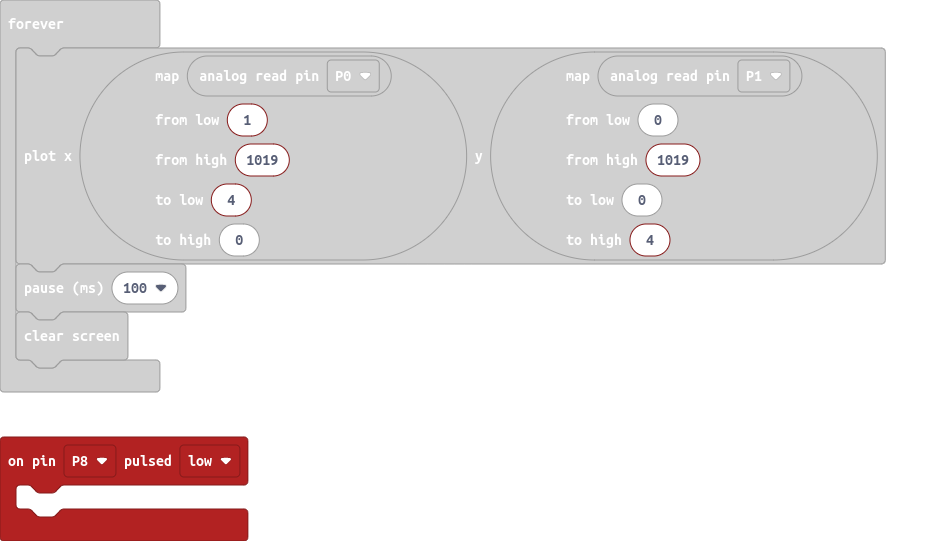 forever
plot x map analog read pin P0 y map analog read pin P1
from low 1 from low 0
from high 1019 from high 1019
to low 4 to low 0
to high 0 to high 4
pause (ms) 100
clear screen
on pin P8 pulsed low